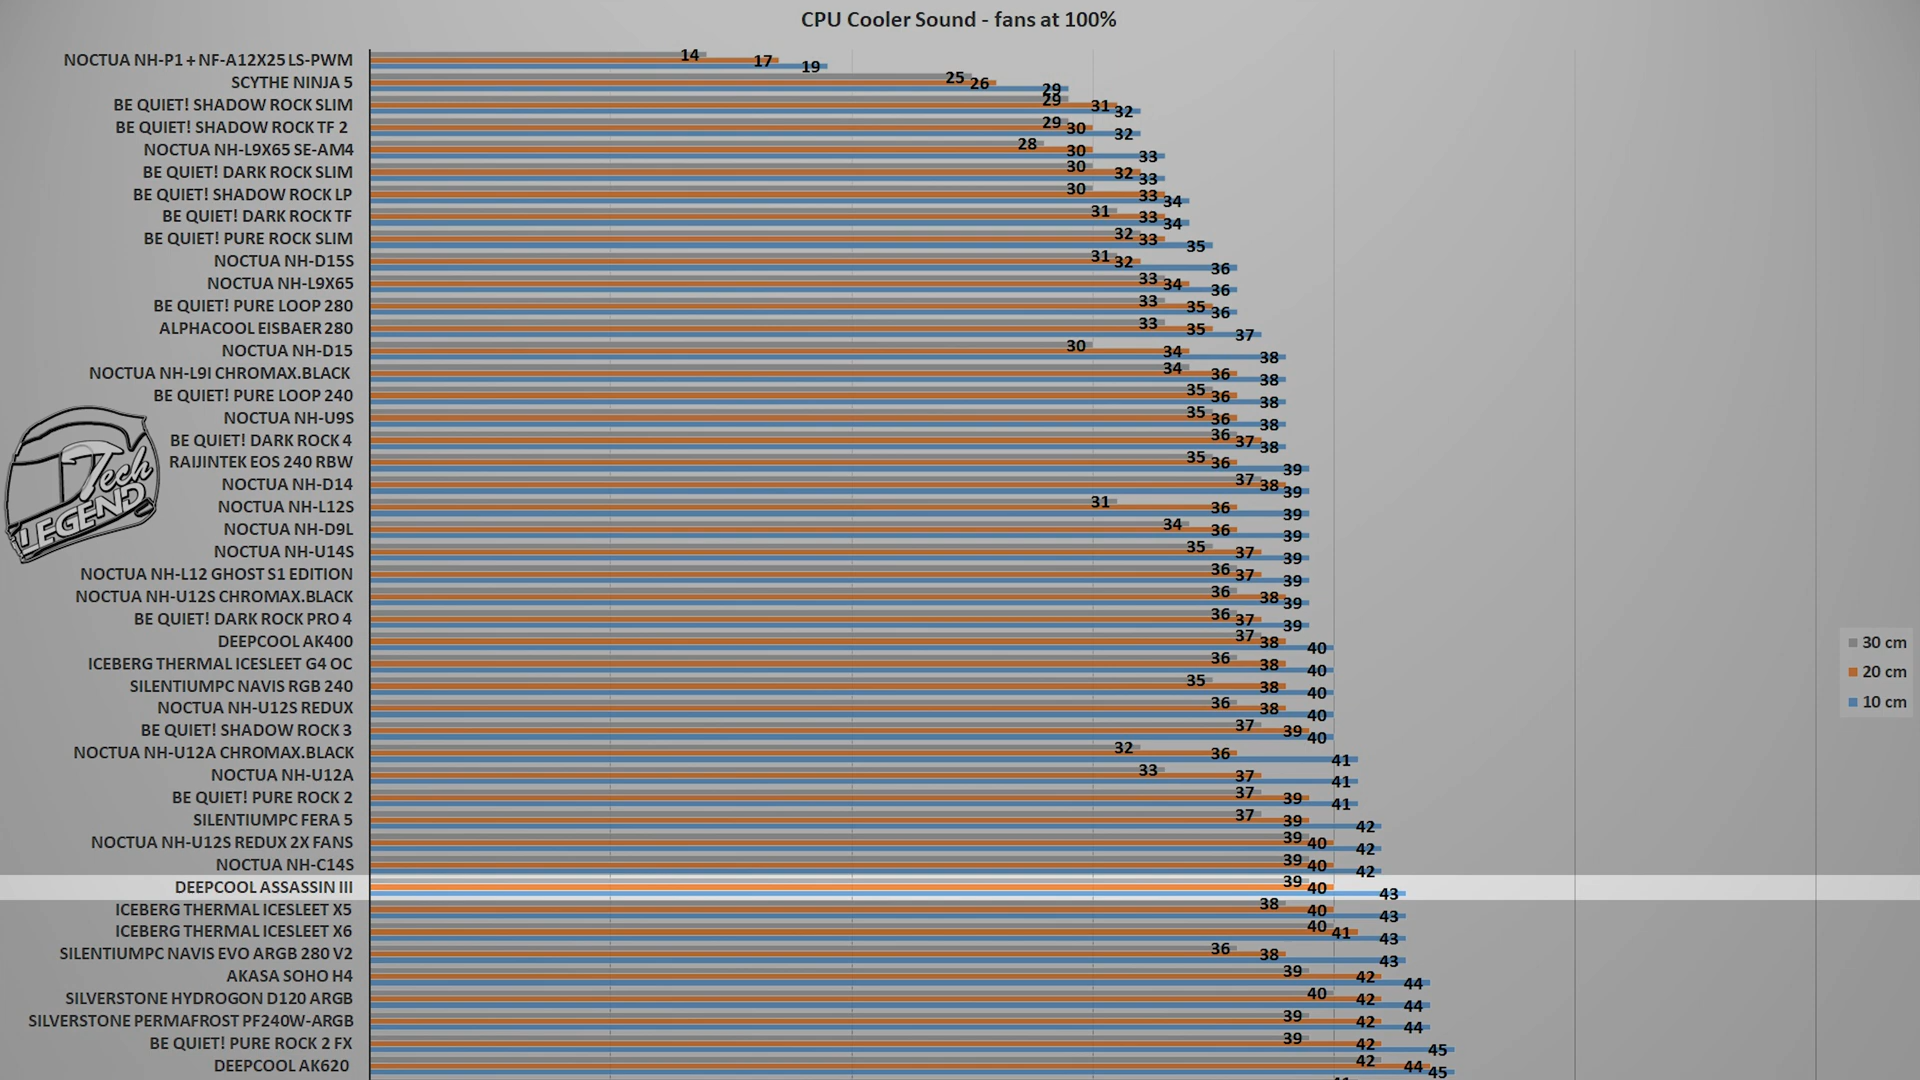 CPU Cooler Sound - fans at 100%
NOCTUA NH-P1 + NF-A12X25 LS-PWM 14 17 19
SCYTHE NINJA 5 25 26 29
BE QUIET! SHADOW ROCK SLIM 29 31 32
BE QUIET! SHADOW ROCK TF 2 29 30 32
NOCTUA NH-L9X65 SE-AM4 28 30 33
BE QUIET! DARK ROCK SLIM 30 32 33
BE QUIET! SHADOW ROCK LP 30 33 34
BE QUIET! DARK ROCK TF 31 33 34
BE QUIET! PURE ROCK SLIM 32 33 35
NOCTUA NH-D15S 31 32 36
NOCTUA NH-L9X65 33 34 36
BE QUIET! PURE LOOP 280 33 35 36
ALPHACOOL EISBAER 280 33 35 37
NOCTUA NH-D15 30 34 38
NOCTUA NH-L9I CHROMAX.BLACK 34 36 38
BE QUIET! PURE LOOP 240 35 36 38
NOCTUA NH-U9S 35 36 38
BE QUIET! DARK ROCK 4 36 37 38
RAIJINTEK EOS 240 RBW 35 36 39
NOCTUA NH-D14 37 38 39
NOCTUA NH-L12S 31 36 39
NOCTUA NH-D9L 34 36 39
NOCTUA NH-U14S 35 37 39
NOCTUA NH-L12 GHOST S1 EDITION 36 37 39
NOCTUA NH-U12S CHROMAX.BLACK 36 38 39
BE QUIET! DARK ROCK PRO 4 36 37 39
DEEPCOOL AK400 37 38 40
ICEBERG THERMAL ICESLEET G4 OC 36 38 40
SILENTIUMPC NAVIS RGB 240 35 38 40
NOCTUA NH-U12S REDUX 36 38 40
BE QUIET! SHADOW ROCK 3 37 39 40
NOCTUA NH-U12A CHROMAX.BLACK 32 36 41
NOCTUA NH-U12A 33 37 41
BE QUIET! PURE ROCK 2 37 39 41
SILENTIUMPC FERA 5 37 39 42
NOCTUA NH-U12S REDUX 2X FANS 39 40 42
NOCTUA NH-C14S 39 40 42
DEEPCOOL ASSASSIN III 39 40 43
ICEBERG THERMAL ICESLEET X5 38 40 43
ICEBERG THERMAL ICESLEET X6 40 41 43
SILENTIUMPC NAVIS EVO ARGB 280 V2 36 38 43
AKASA SOHO H4 39 42 44
SILVERSTONE HYDROGON D120 ARGB 40 42 44
SILVERSTONE PERMAFROST PF240W-ARGB 39 42 44
BE QUIET! PURE ROCK 2 FX 39 42 45
DEEPCOOL AK620 42 44 45
30 cm
20 cm
10 cm
Tech
LEGEND